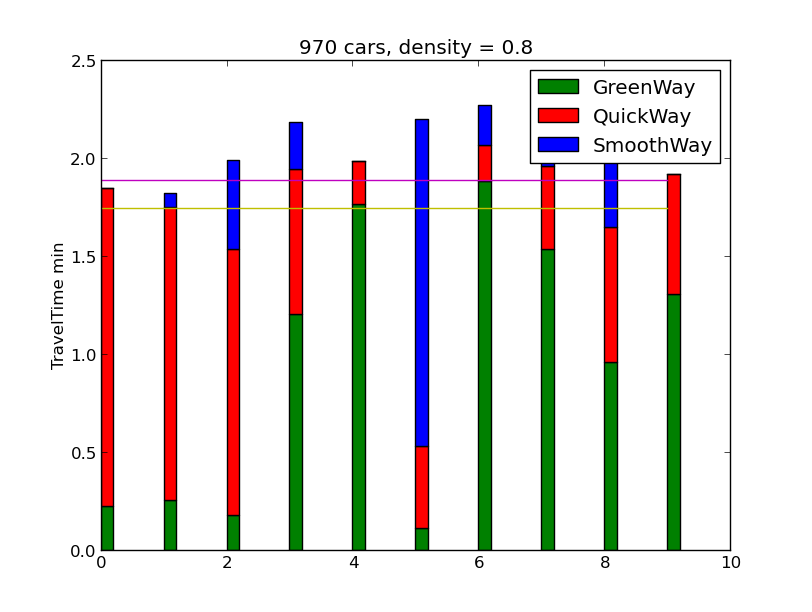 970 cars, density = 0.8
2.5
GreenWay
QuickWay
SmoothWay
2.0
1.5
TravelTime min
1.0
0.5
0.0
0 2 4 6 8 10